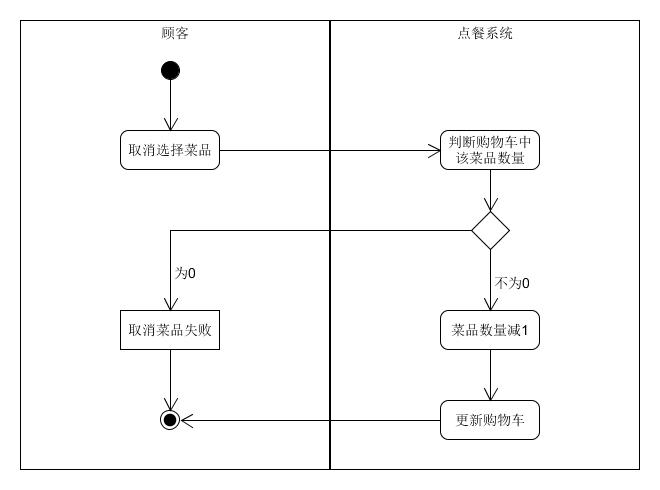 顾客
点餐系统
取消选择菜品
判断购物车中
该菜品数量
为0
不为0
取消菜品失败
菜品数量减1
更新购物车